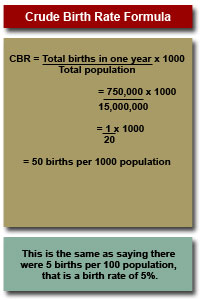 Crude Birth Rate Formula
CBR = Total births in one year x 1000
Total population
= 750,000 x 1000
15,000,000
= 1 x 1000
20
= 50 births per 1000 population
This is the same as saying there
were 5 births per 100 population,
that is a birth rate of 5%.